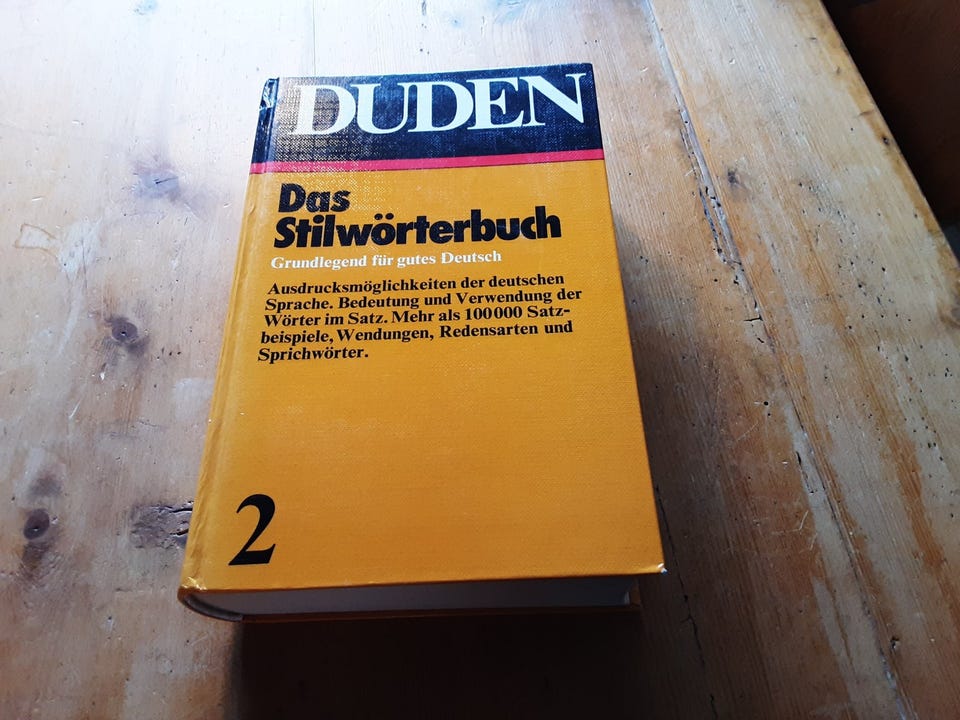 DUDEN
Das
Stilwörterbuch
Grundlegend für gutes Deutsch
Ausdrucksmöglichkeiten der deutschen
Sprache. Bedeutung und Verwendung der
Wörter im Satz. Mehr als 100000 Satz-
beispiele, Wendungen, Redensarten und
Sprichwörter.
2